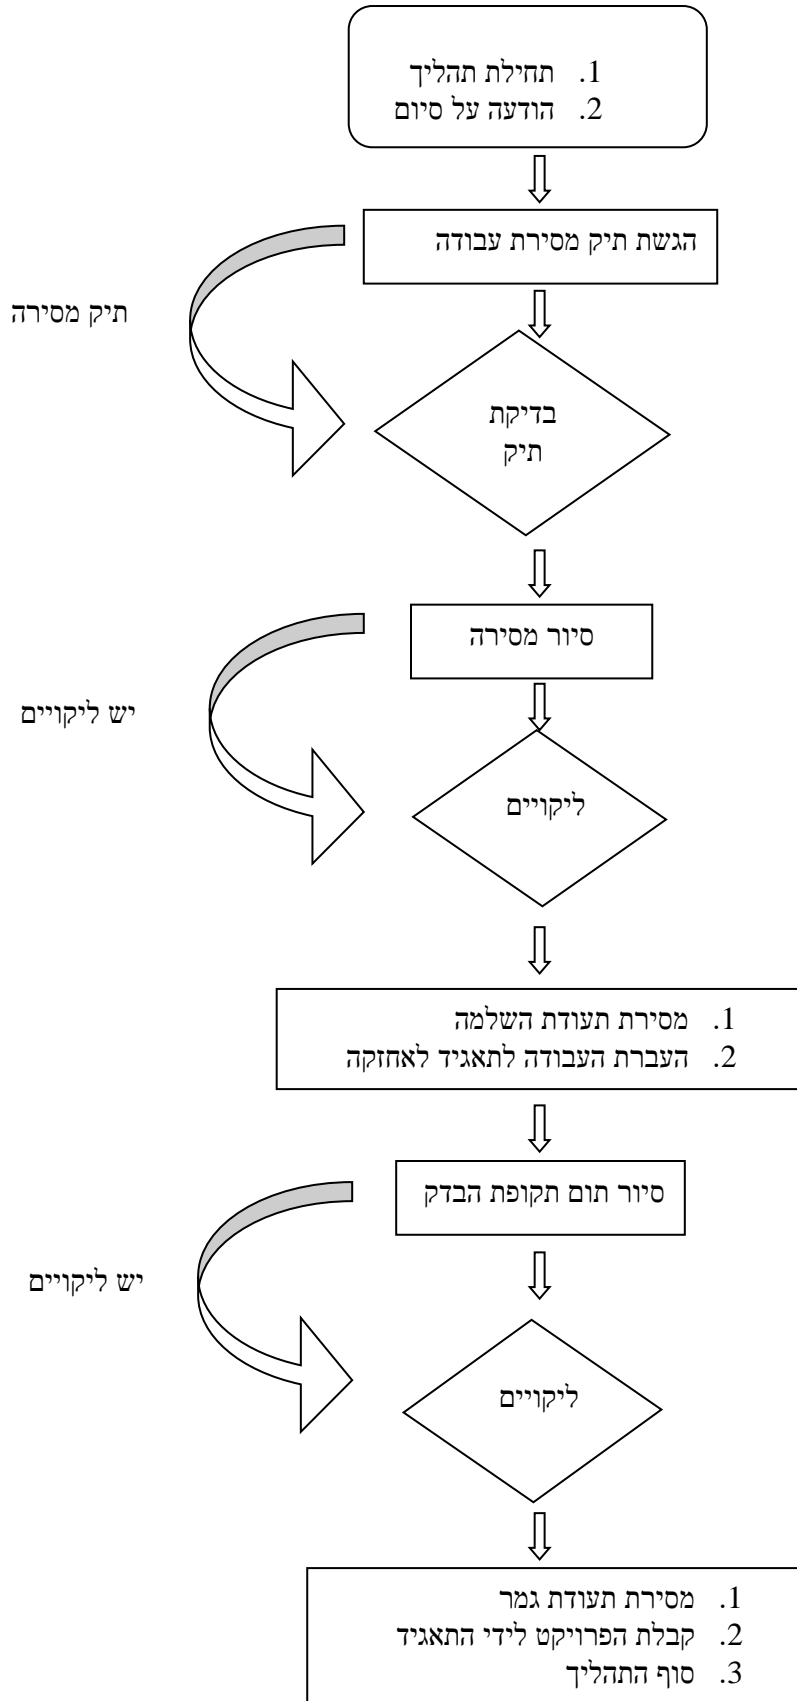 1. תחילת תהליך
2. הודעה על סיום
הגשת תיק מסירת עבודה
תיק מסירה
בדיקת
תיק
סיור מסירה
יש ליקויים
ליקויים
1. מסירת תעודת השלמה
2. העברת העבודה לתאגיד לאחזקה
סיור תום תקופת הבדק
יש ליקויים
ליקויים
1. מסירת תעודת גמר
2. קבלת הפרויקט לידי התאגיד
3. סוף התהליך